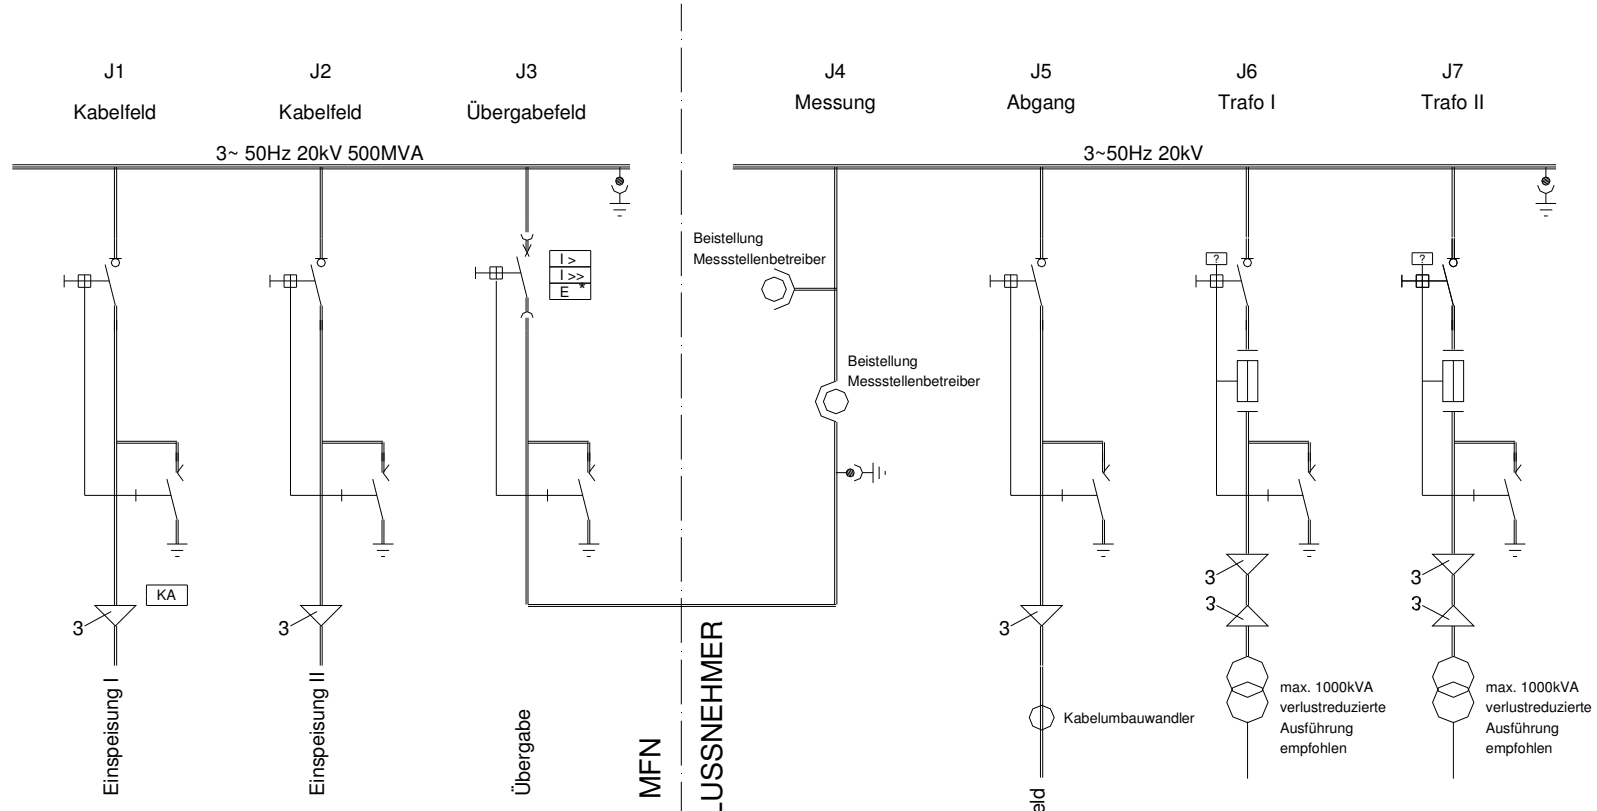 J1
J2
J3
J4
J5
J6
J7
Kabelfeld
Kabelfeld
Übergabefeld
Messung
Abgang
Trafo I
Trafo II
3~ 50Hz 20kV 500MVA
3~50Hz 20kV
Beistellung
Messstellenbetreiber
I >
I >>
E *
?
?
Beistellung
Messstellenbetreiber
KA
3
3
3
3
3
3
3
max. 1000kVA
verlustreduzierte
Ausführung
empfohlen
max. 1000kVA
verlustreduzierte
Ausführung
empfohlen
Kabelumbauwandler
Einspeisung I
Einspeisung II
Übergabe
MFN
LUSSNEHMER
eld